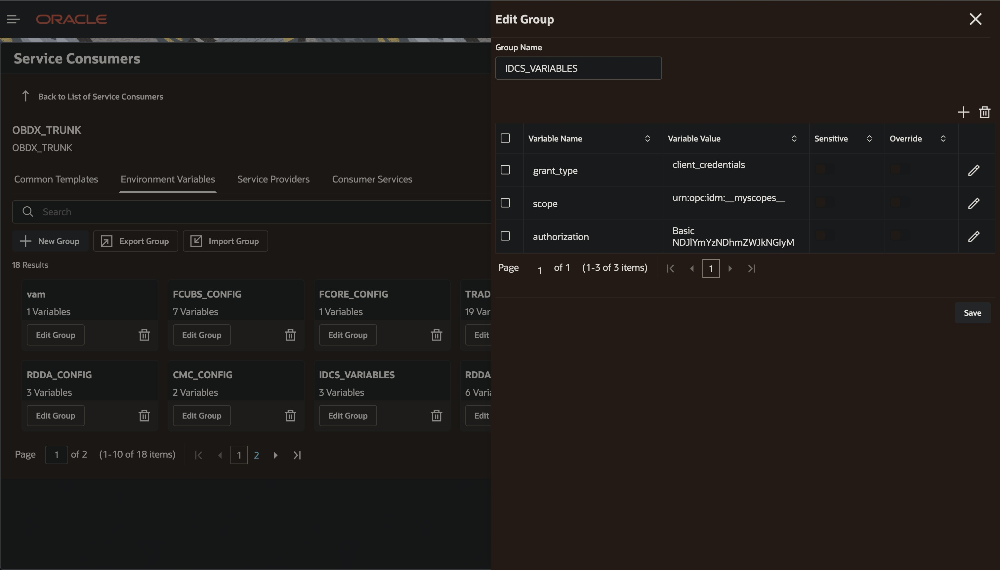 ORACLE
Service Consumers
Back to List of Service Consumers
OBDX_TRUNK
OBDX_TRUNK
Common Templates Environment Variables Service Providers Consumer Services
Search
New Group Export Group Import Group
18 Results
vam FCUBS_CONFIG FCORE_CONFIG TRAD
1 Variables 7 Variables 1 Variables 19 Var
Edit Group Edit Group Edit Group Edit
RDDA_CONFIG CMC_CONFIG IDCS_VARIABLES RDDA
3 Variables 2 Variables 3 Variables 6 Varia
Edit Group Edit Group Edit Group Edit
Page 1 of 2 (1-10 of 18 items) 1 2
Edit Group
Group Name
IDCS_VARIABLES
Variable Name Variable Value Sensitive Override
grant_type client_credentials
scope urn:opc:idm:__myscopes__
authorization Basic
NDJlYmYzNDhmZWJkNGIyM
Page 1 of 1 (1-3 of 3 items) 1
Save